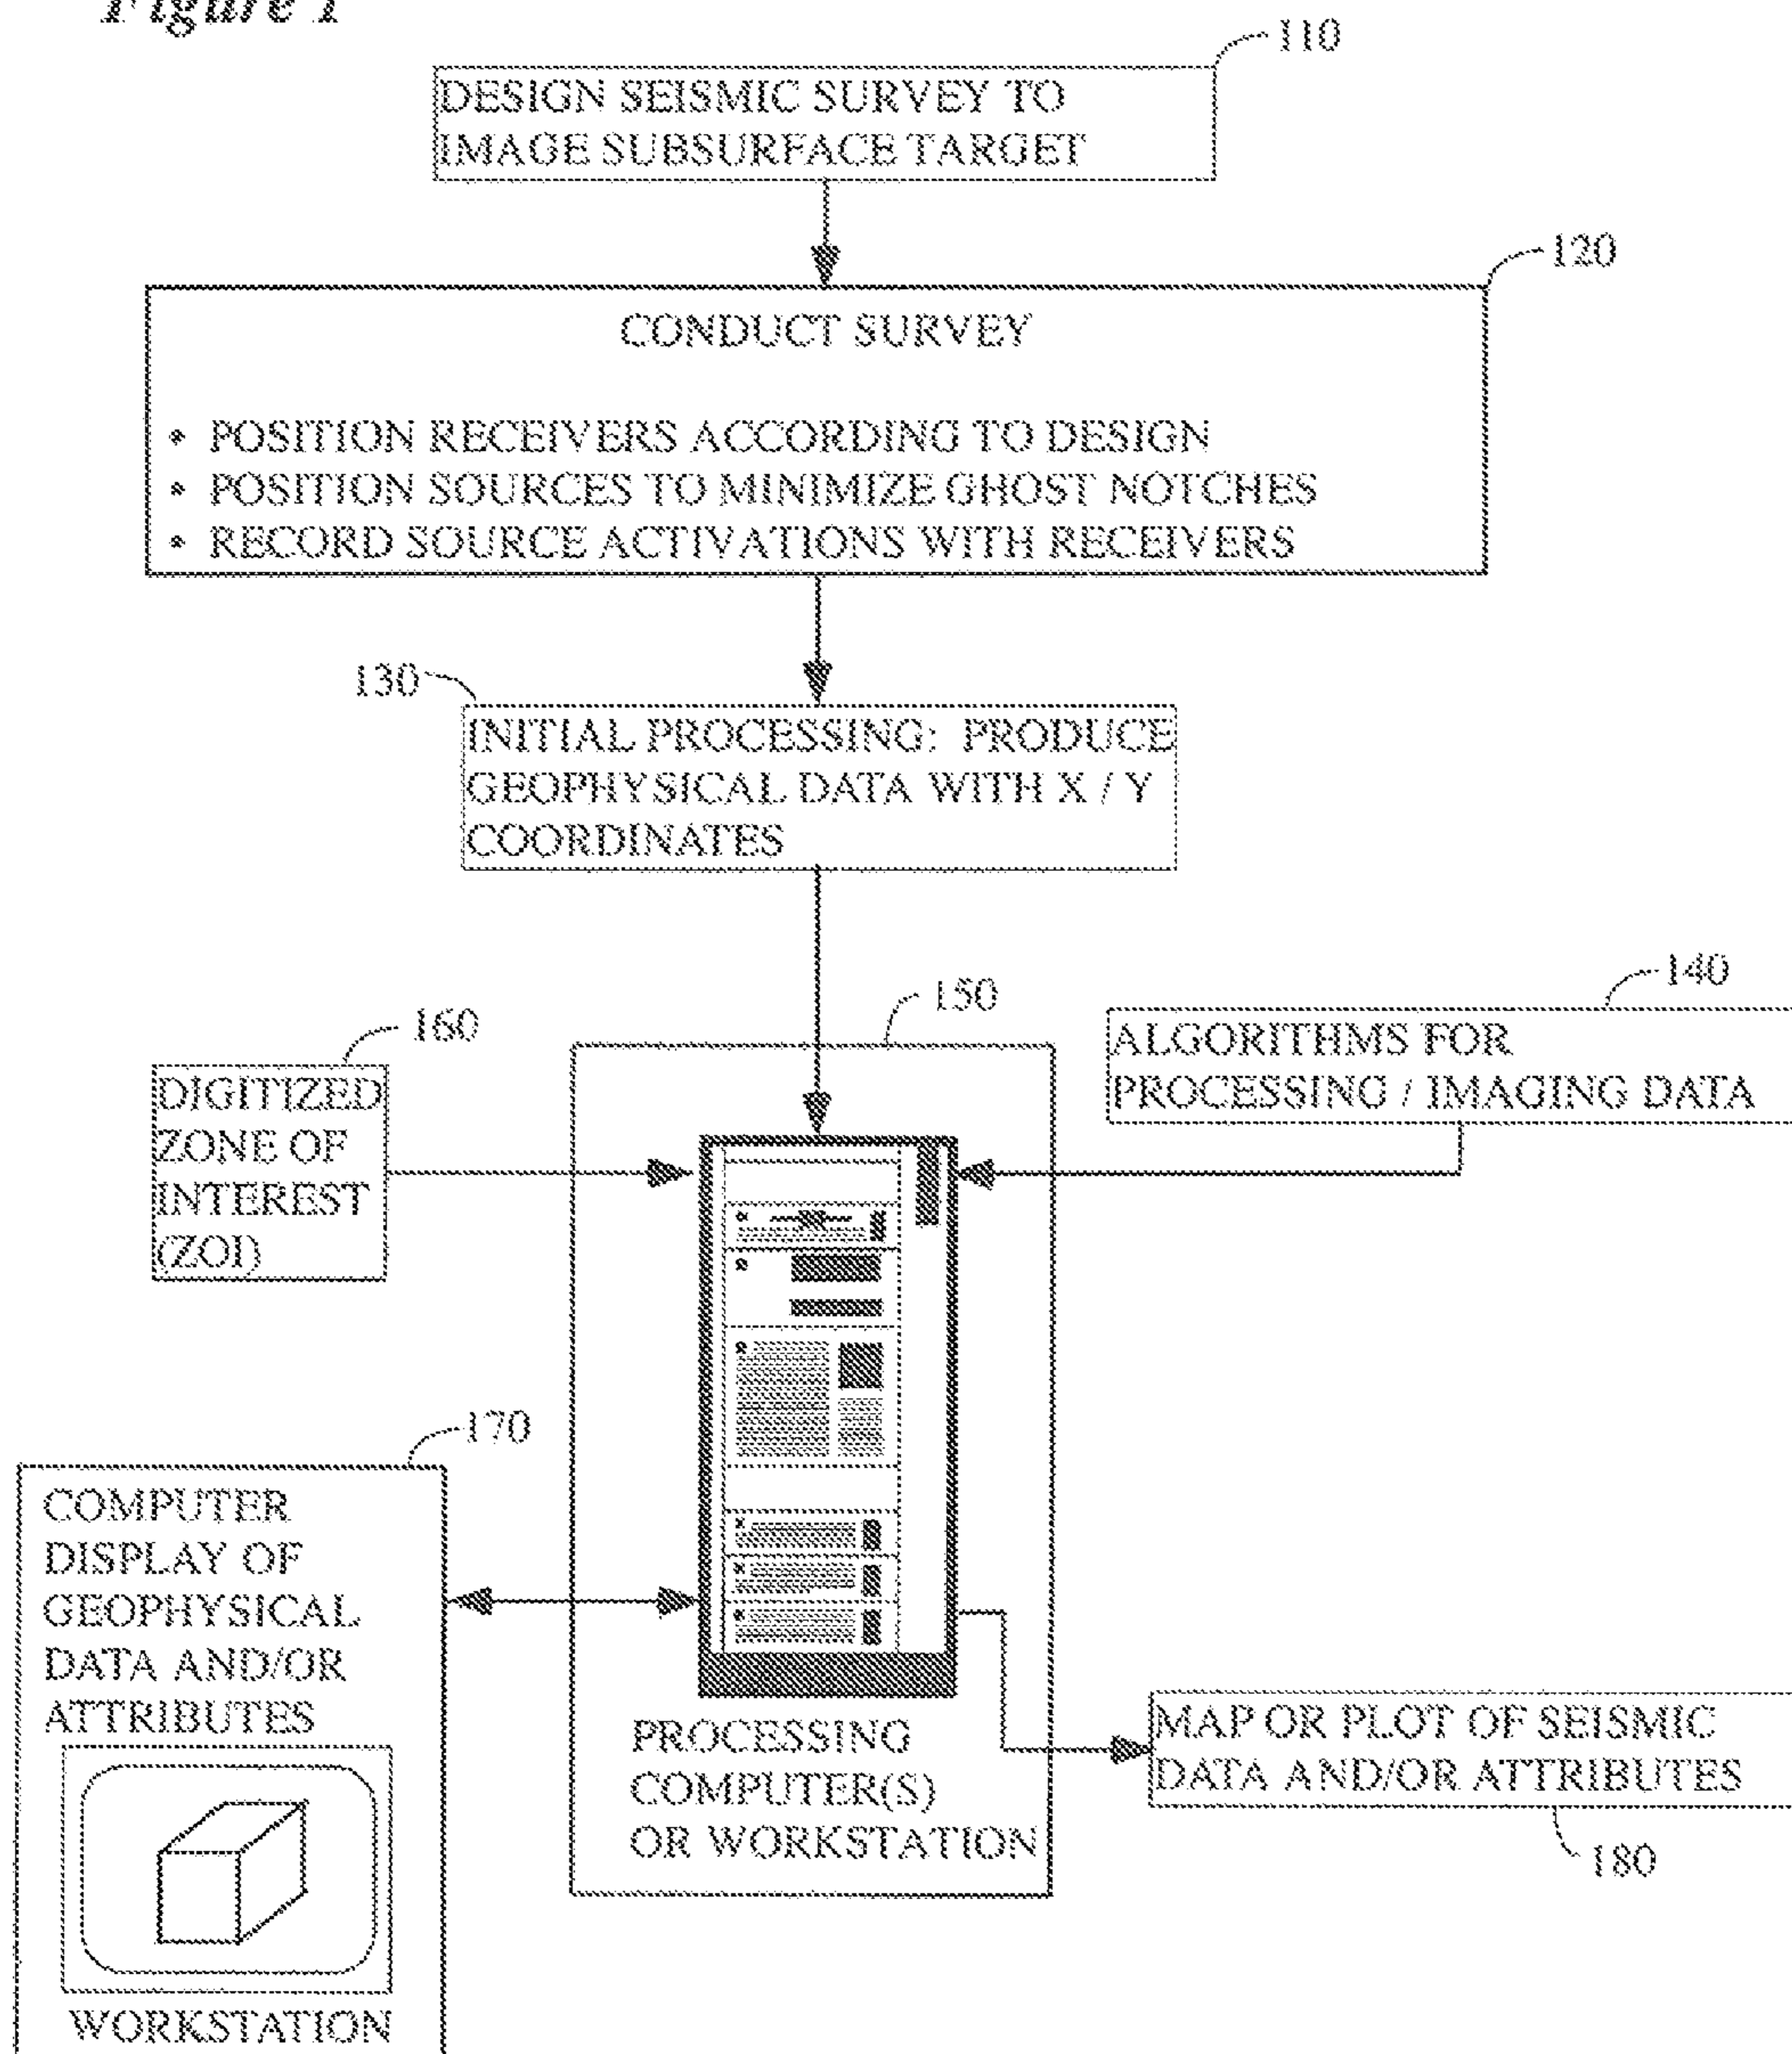 Figure 1
110
DESIGN SEISMIC SURVEY TO
IMAGE SUBSURFACE TARGET
120
CONDUCT SURVEY
• POSITION RECEIVERS ACCORDING TO DESIGN
• POSITION SOURCES TO MINIMIZE GHOST NOTCHES
• RECORD SOURCE ACTIVATIONS WITH RECEIVERS
130
INITIAL PROCESSING: PRODUCE
GEOPHYSICAL DATA WITH X / Y
COORDINATES
140
ALGORITHMS FOR
PROCESSING / IMAGING DATA
150
160
DIGITIZED
ZONE OF
INTEREST
(ZOI)
170
COMPUTER
DISPLAY OF
GEOPHYSICAL
DATA AND/OR
ATTRIBUTES
WORKSTATION
PROCESSING
COMPUTER(S)
OR WORKSTATION
MAP OR PLOT OF SEISMIC
DATA AND/OR ATTRIBUTES
180